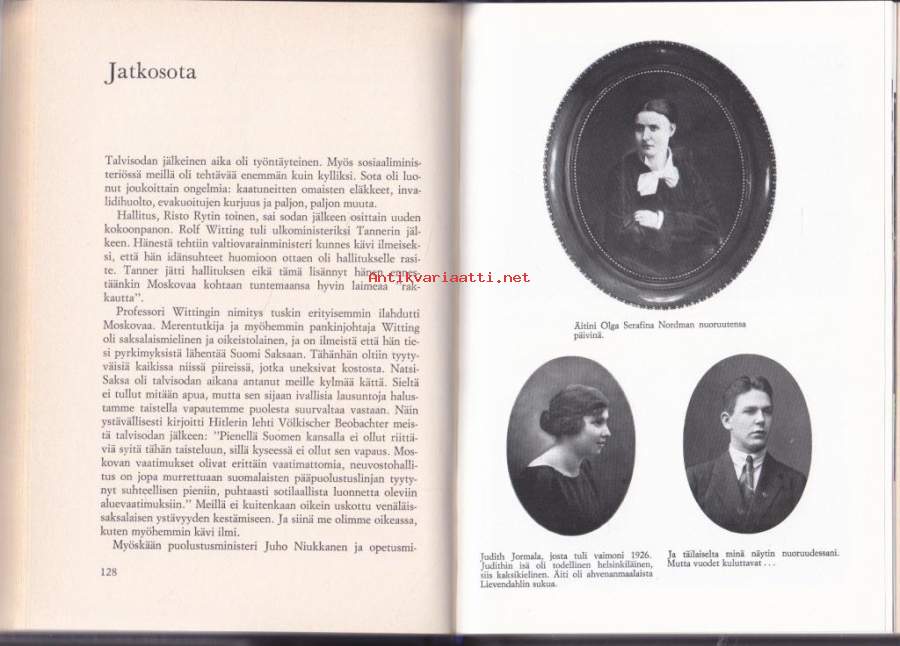 Jatkosota
Talvisodan jälkeinen aika oli työntäyteinen. Myös sosiaaliminis-
teriössä meillä oli tehtävää enemmän kuin kylliksi. Sota oli luo-
nut joukoittain ongelmia: kaatuneitten omaisten eläkkeet, inva-
lidihuolto, evakuoitujen kurjuus ja paljon, paljon muuta.
Hallitus, Risto Rytin toinen, sai sodan jälkeen osittain uuden
kokoonpanon. Rolf Witting tuli ulkoministeriksi Tannerin jäl-
keen. Hänestä tehtiin valtiovarainministeri kunnes kävi ilmeisek-
si, että hän idänsuhteet huomioon ottaen oli hallitukselle rasi-
te. Tanner jätti hallituksen eikä tämä lisännyt hänen ennes-
täänkin Moskovaa kohtaan tuntemaansa hyvin laimeaa "rak-
kautta".
Professori Wittingin nimitys tuskin erityisemmin ilahdutti
Moskovaa. Merentutkija ja myöhemmin pankinjohtaja Witting
oli saksalaismielinen ja oikeistolainen, ja on ilmeistä että hän tie-
si pyrkimyksistä lähentää Suomi Saksaan. Tähänhän oltiin tyyty-
väisiä kaikissa niissä piireissä, jotka uneksivat kostosta. Natsi-
Saksa oli talvisodan aikana antanut meille kylmää kättä. Sieltä
ei tullut mitään apua, mutta sen sijaan ivallisia lausuntoja halus-
tamme taistella vapautemme puolesta suurvaltaa vastaan. Näin
ystävällisesti kirjoitti Hitlerin lehti Völkischer Beobachter meis-
tä talvisodan jälkeen: "Pienellä Suomen kansalla ei ollut riittä-
viä syitä tähän taisteluun, sillä kyseessä ei ollut sen vapaus. Mos-
kovan vaatimukset olivat erittäin vaatimattomia, neuvostohalli-
tus on jopa murrettuaan suomalaisten pääpuolustuslinjan tyyty-
nyt suhteellisen pieniin, puhtaasti sotilaallista luonnetta oleviin
aluevaatimuksiin." Meillä ei kuitenkaan oikein uskottu venäläis-
saksalaisen ystävyyden kestämiseen. Ja siinä me olimme oikeassa,
kuten myöhemmin kävi ilmi.
Myöskään puolustusministeri Juho Niukkanen ja opetusmi-
128
Antikvariaatti.net
Äitini Olga Serafina Nordman nuoruutensa
päivinä.
Judith Jormala, josta tuli vaimoni 1926.
Judithin isä oli todellinen helsinkiläinen,
siis kaksikielinen. Äiti oli ahvenanmaalaista
Lievendahlin sukua.
Ja täilaiselta minä näytin nuoruudessani.
Mutta vuodet kuluttavat . . .